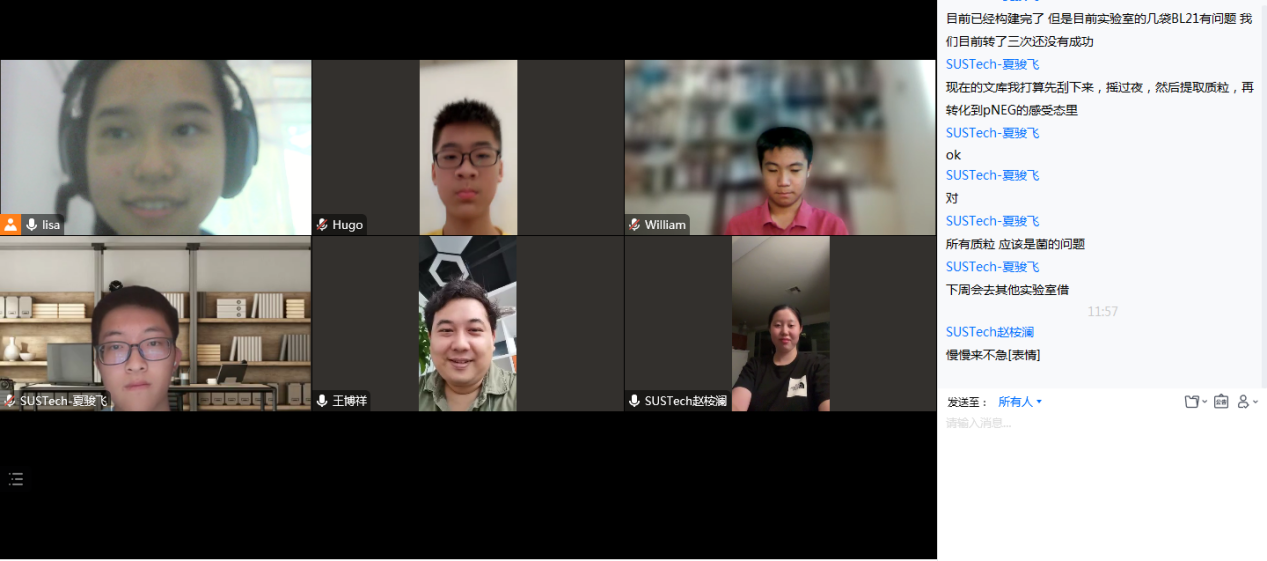 lisa
Hugo
William
SUSTech-夏骏飞
王博祥
SUSTech赵桉澜
目前已经构建完了 但是目前实验室的几袋BL21有问题 我
们目前转了三次还没有成功
SUSTech-夏骏飞
现在的文库我打算先刮下来，摇过夜，然后提取质粒，再
转化到pNEG的感受态里
SUSTech-夏骏飞
ok
SUSTech-夏骏飞
对
SUSTech-夏骏飞
所有质粒 应该是菌的问题
SUSTech-夏骏飞
下周会去其他实验室借
11:57
SUSTech赵桉澜
慢慢来不急[表情]
发送至： 所有人
请输入消息...